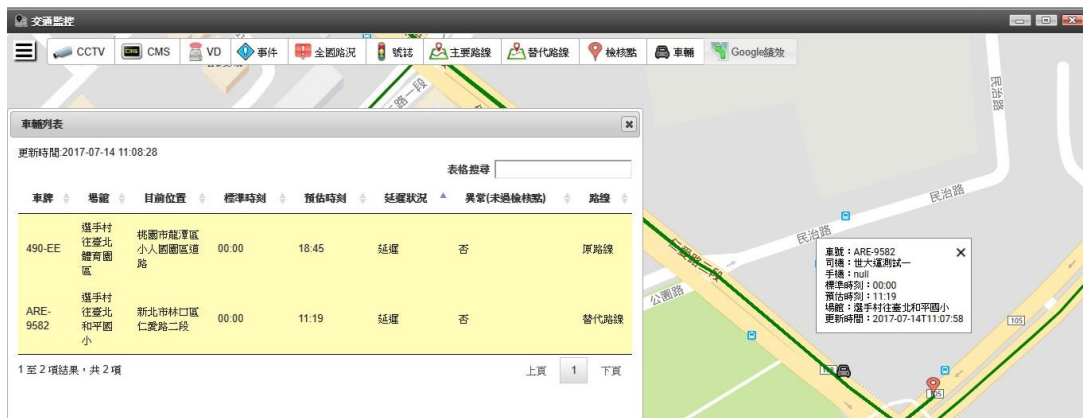 交通監控
CCTV CMS VD 事件 全國路況 號誌 主要路線 替代路線 檢核點 車輛 Google績效
車輛列表
更新時間:2017-07-14 11:08:28
表格搜尋
車牌 場館 目前位置 標準時刻 預估時刻 延遲狀況 異常(未過檢核點) 路線
490-EE 選手村往臺北體育園區 桃園市龍潭區小人國園區道路 00:00 18:45 延遲 否 原路線
ARE-9582 選手村往臺北和平國小 新北市林口區仁愛路二段 00:00 11:19 延遲 否 替代路線
1 至 2 項結果，共 2 項
上頁 1 下頁
民治路
民治路
民治路
仁愛路二段
公園路
車號：ARE-9582
司機：世大運測試一
手機：null
標準時刻：00:00
預估時刻：11:19
場館：選手村往臺北和平國小
更新時間：2017-07-14T11:07:58
105
105